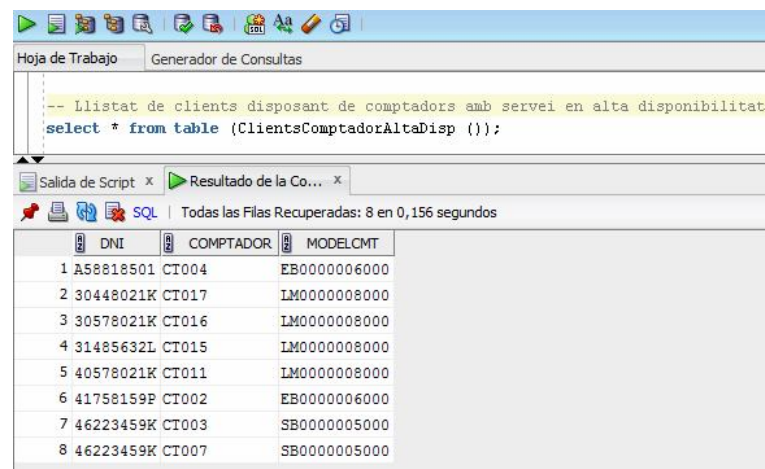 Hoja de Trabajo Generador de Consultas
-- Llistat de clients disposant de comptadors amb servei en alta disponibilitat
select * from table (ClientsComptadorAltaDisp ());
Salida de Script x Resultado de la Co... x
SQL | Todas las Filas Recuperadas: 8 en 0,156 segundos
DNI COMPTADOR MODELCMT
1 A58818501 CT004 EB0000006000
2 30448021K CT017 LM0000008000
3 30578021K CT016 LM0000008000
4 31485632L CT015 LM0000008000
5 40578021K CT011 LM0000008000
6 41758159P CT002 EB0000006000
7 46223459K CT003 SB0000005000
8 46223459K CT007 SB0000005000